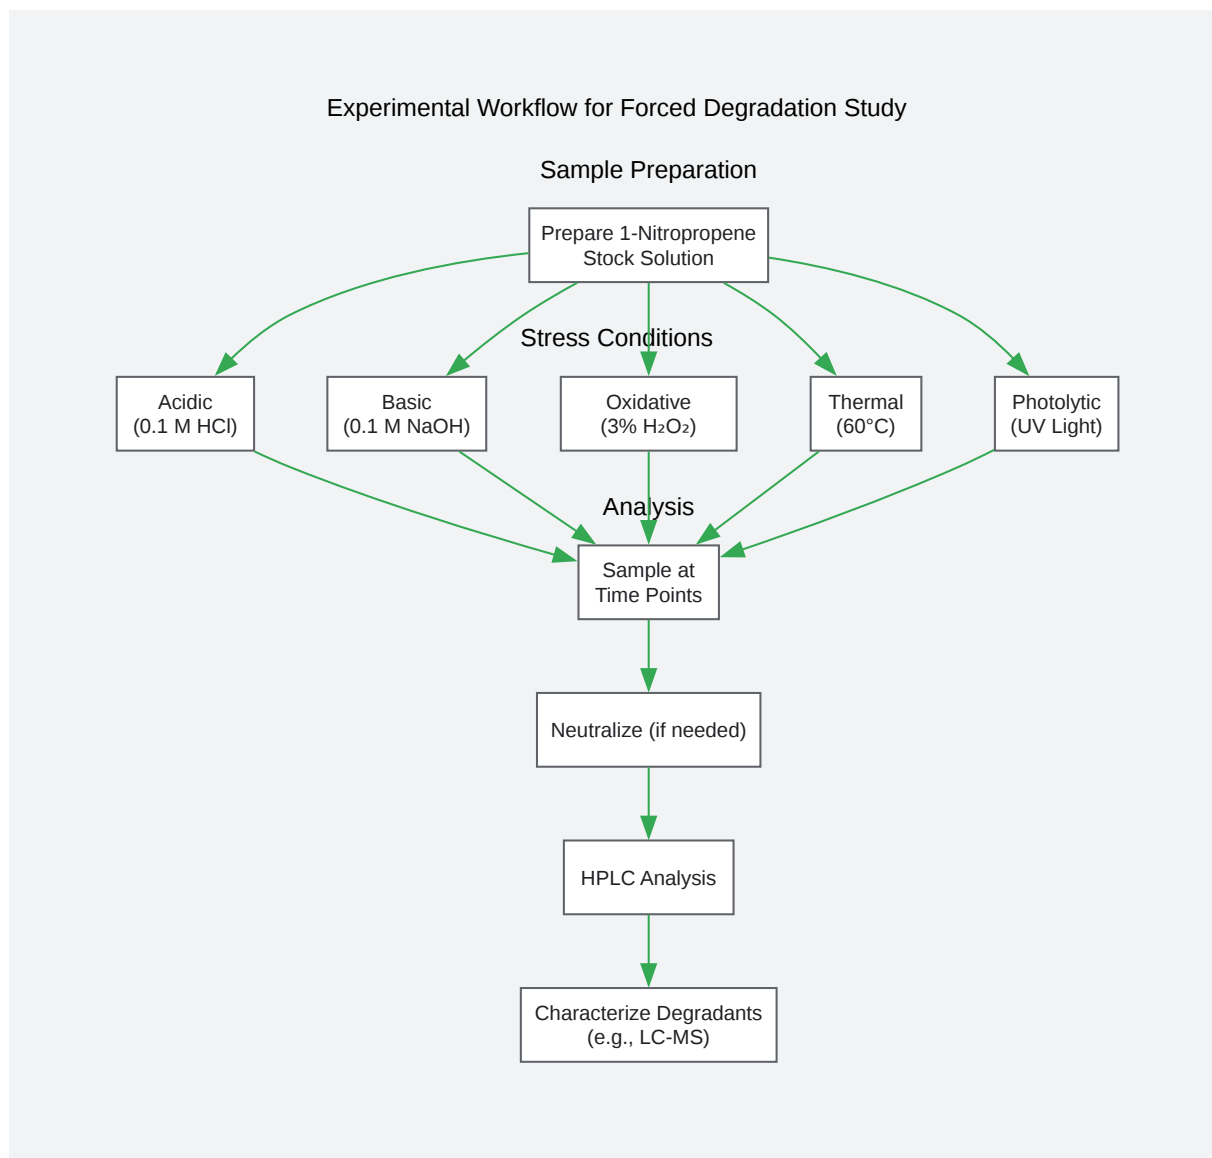 Experimental Workflow for Forced Degradation Study
Sample Preparation
Prepare 1-Nitropropene
Stock Solution
Stress Conditions
Acidic
(0.1 M HCl)
Basic
(0.1 M NaOH)
Oxidative
(3% H₂O₂)
Thermal
(60°C)
Photolytic
(UV Light)
Analysis
Sample at
Time Points
Neutralize (if needed)
HPLC Analysis
Characterize Degradants
(e.g., LC-MS)